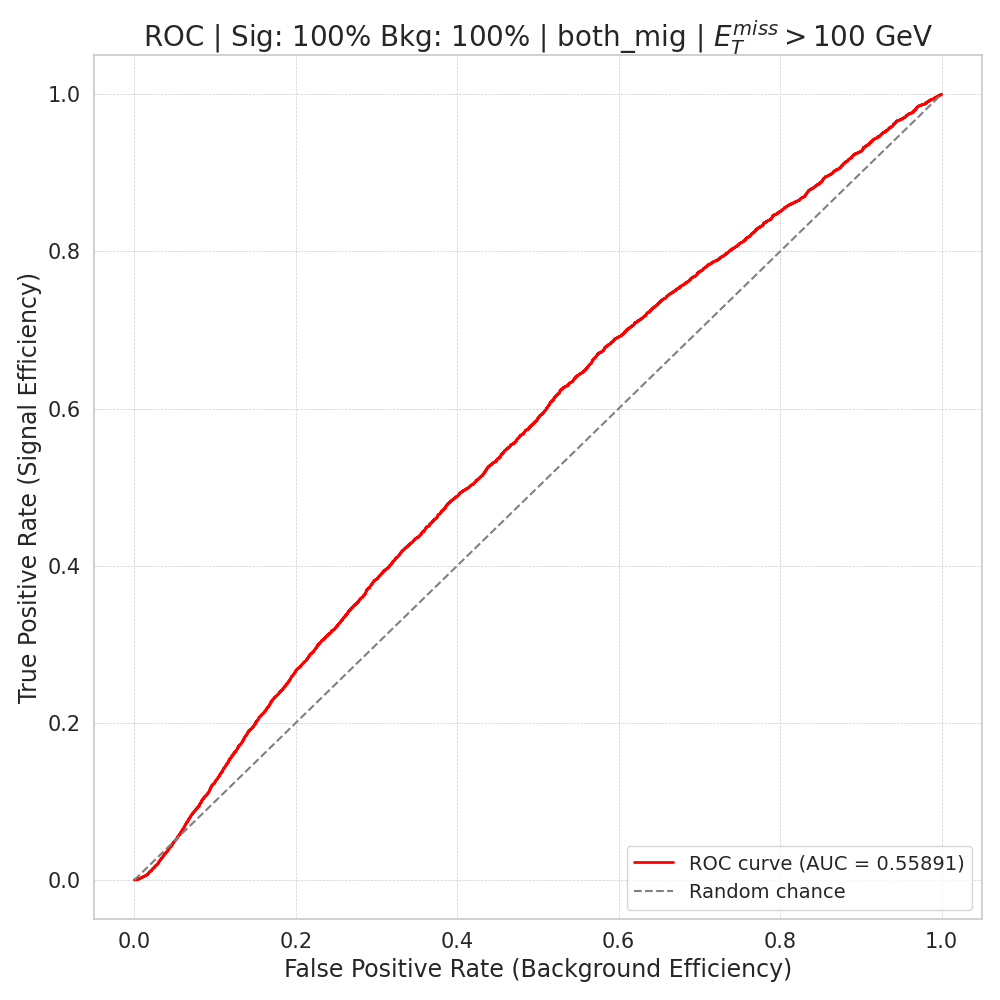 ROC | Sig: 100% Bkg: 100% | both_mig | $E_T^{miss} > 100$ GeV
True Positive Rate (Signal Efficiency)
1.0
0.8
0.6
0.4
0.2
0.0
0.0 0.2 0.4 0.6 0.8 1.0
False Positive Rate (Background Efficiency)
ROC curve (AUC = 0.55891)
Random chance